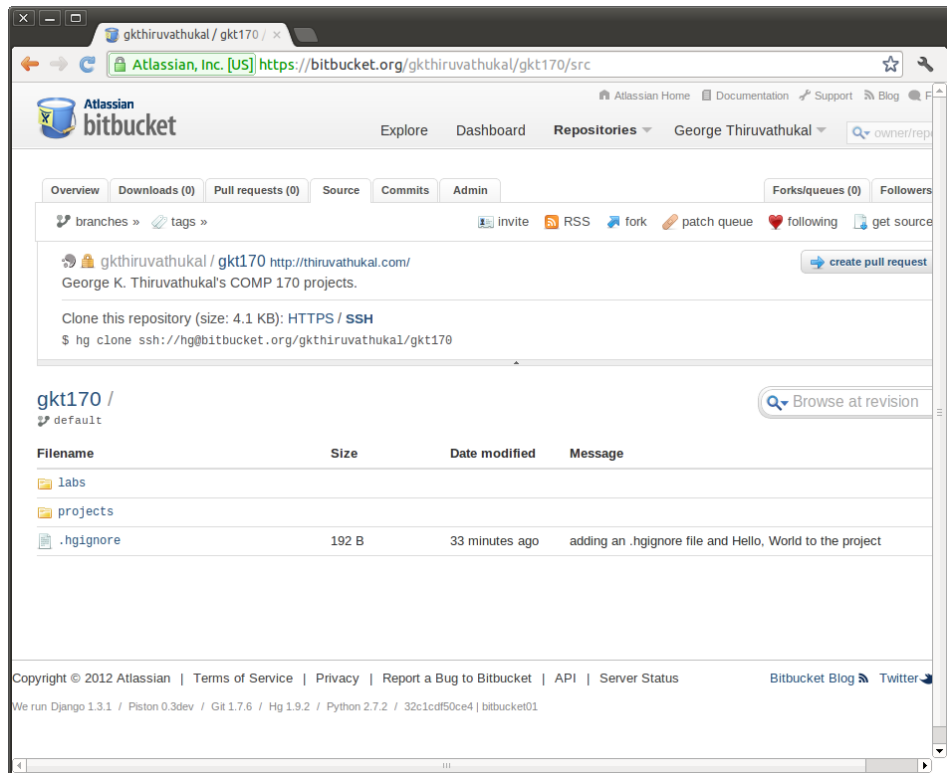 gkthiruvathukal / gkt170 /
Atlassian, Inc. [US] https://bitbucket.org/gkthiruvathukal/gkt170/src
Atlassian Home Documentation Support Blog F
Atlassian
bitbucket
Explore Dashboard Repositories George Thiruvathukal owner/repo
Overview Downloads (0) Pull requests (0) Source Commits Admin Forks/queues (0) Followers
branches » tags » invite RSS fork patch queue following get source
gkthiruvathukal / gkt170 http://thiruvathukal.com/ create pull request
George K. Thiruvathukal's COMP 170 projects.
Clone this repository (size: 4.1 KB): HTTPS / SSH
$ hg clone ssh://hg@bitbucket.org/gkthiruvathukal/gkt170
gkt170 / Browse at revision
default
Filename Size Date modified Message
labs
projects
.hgignore 192 B 33 minutes ago adding an .hgignore file and Hello, World to the project
Copyright © 2012 Atlassian | Terms of Service | Privacy | Report a Bug to Bitbucket | API | Server Status Bitbucket Blog Twitter
We run Django 1.3.1 / Piston 0.3dev / Git 1.7.6 / Hg 1.9.2 / Python 2.7.2 / 32c1cdf50ce4 | bitbucket01